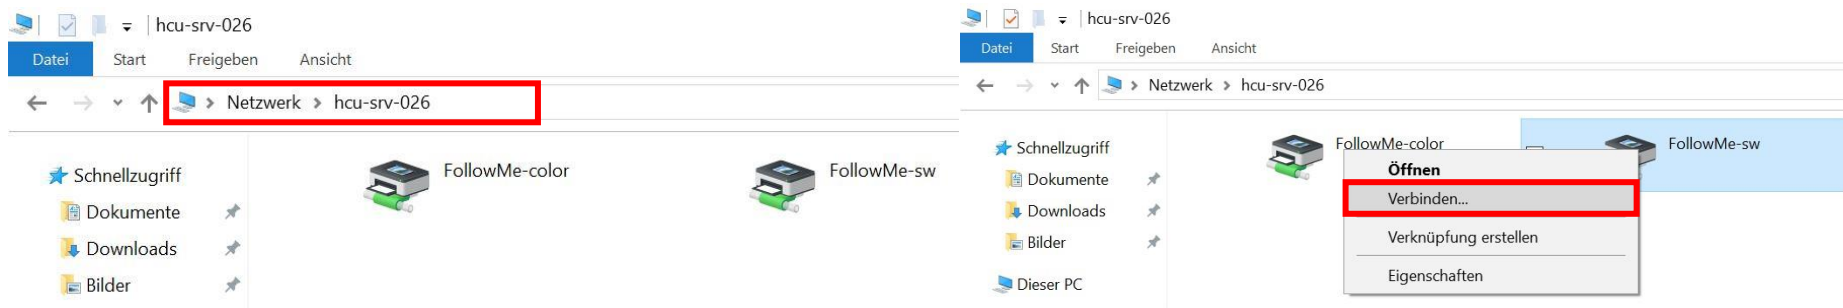 hcu-srv-026
Datei Start Freigeben Ansicht
Netzwerk > hcu-srv-026
Schnellzugriff
Dokumente
Downloads
Bilder
FollowMe-color
FollowMe-sw
hcu-srv-026
Datei Start Freigeben Ansicht
Netzwerk > hcu-srv-026
Schnellzugriff
Dokumente
Downloads
Bilder
Dieser PC
FollowMe-color
FollowMe-sw
Öffnen
Verbinden...
Verknüpfung erstellen
Eigenschaften